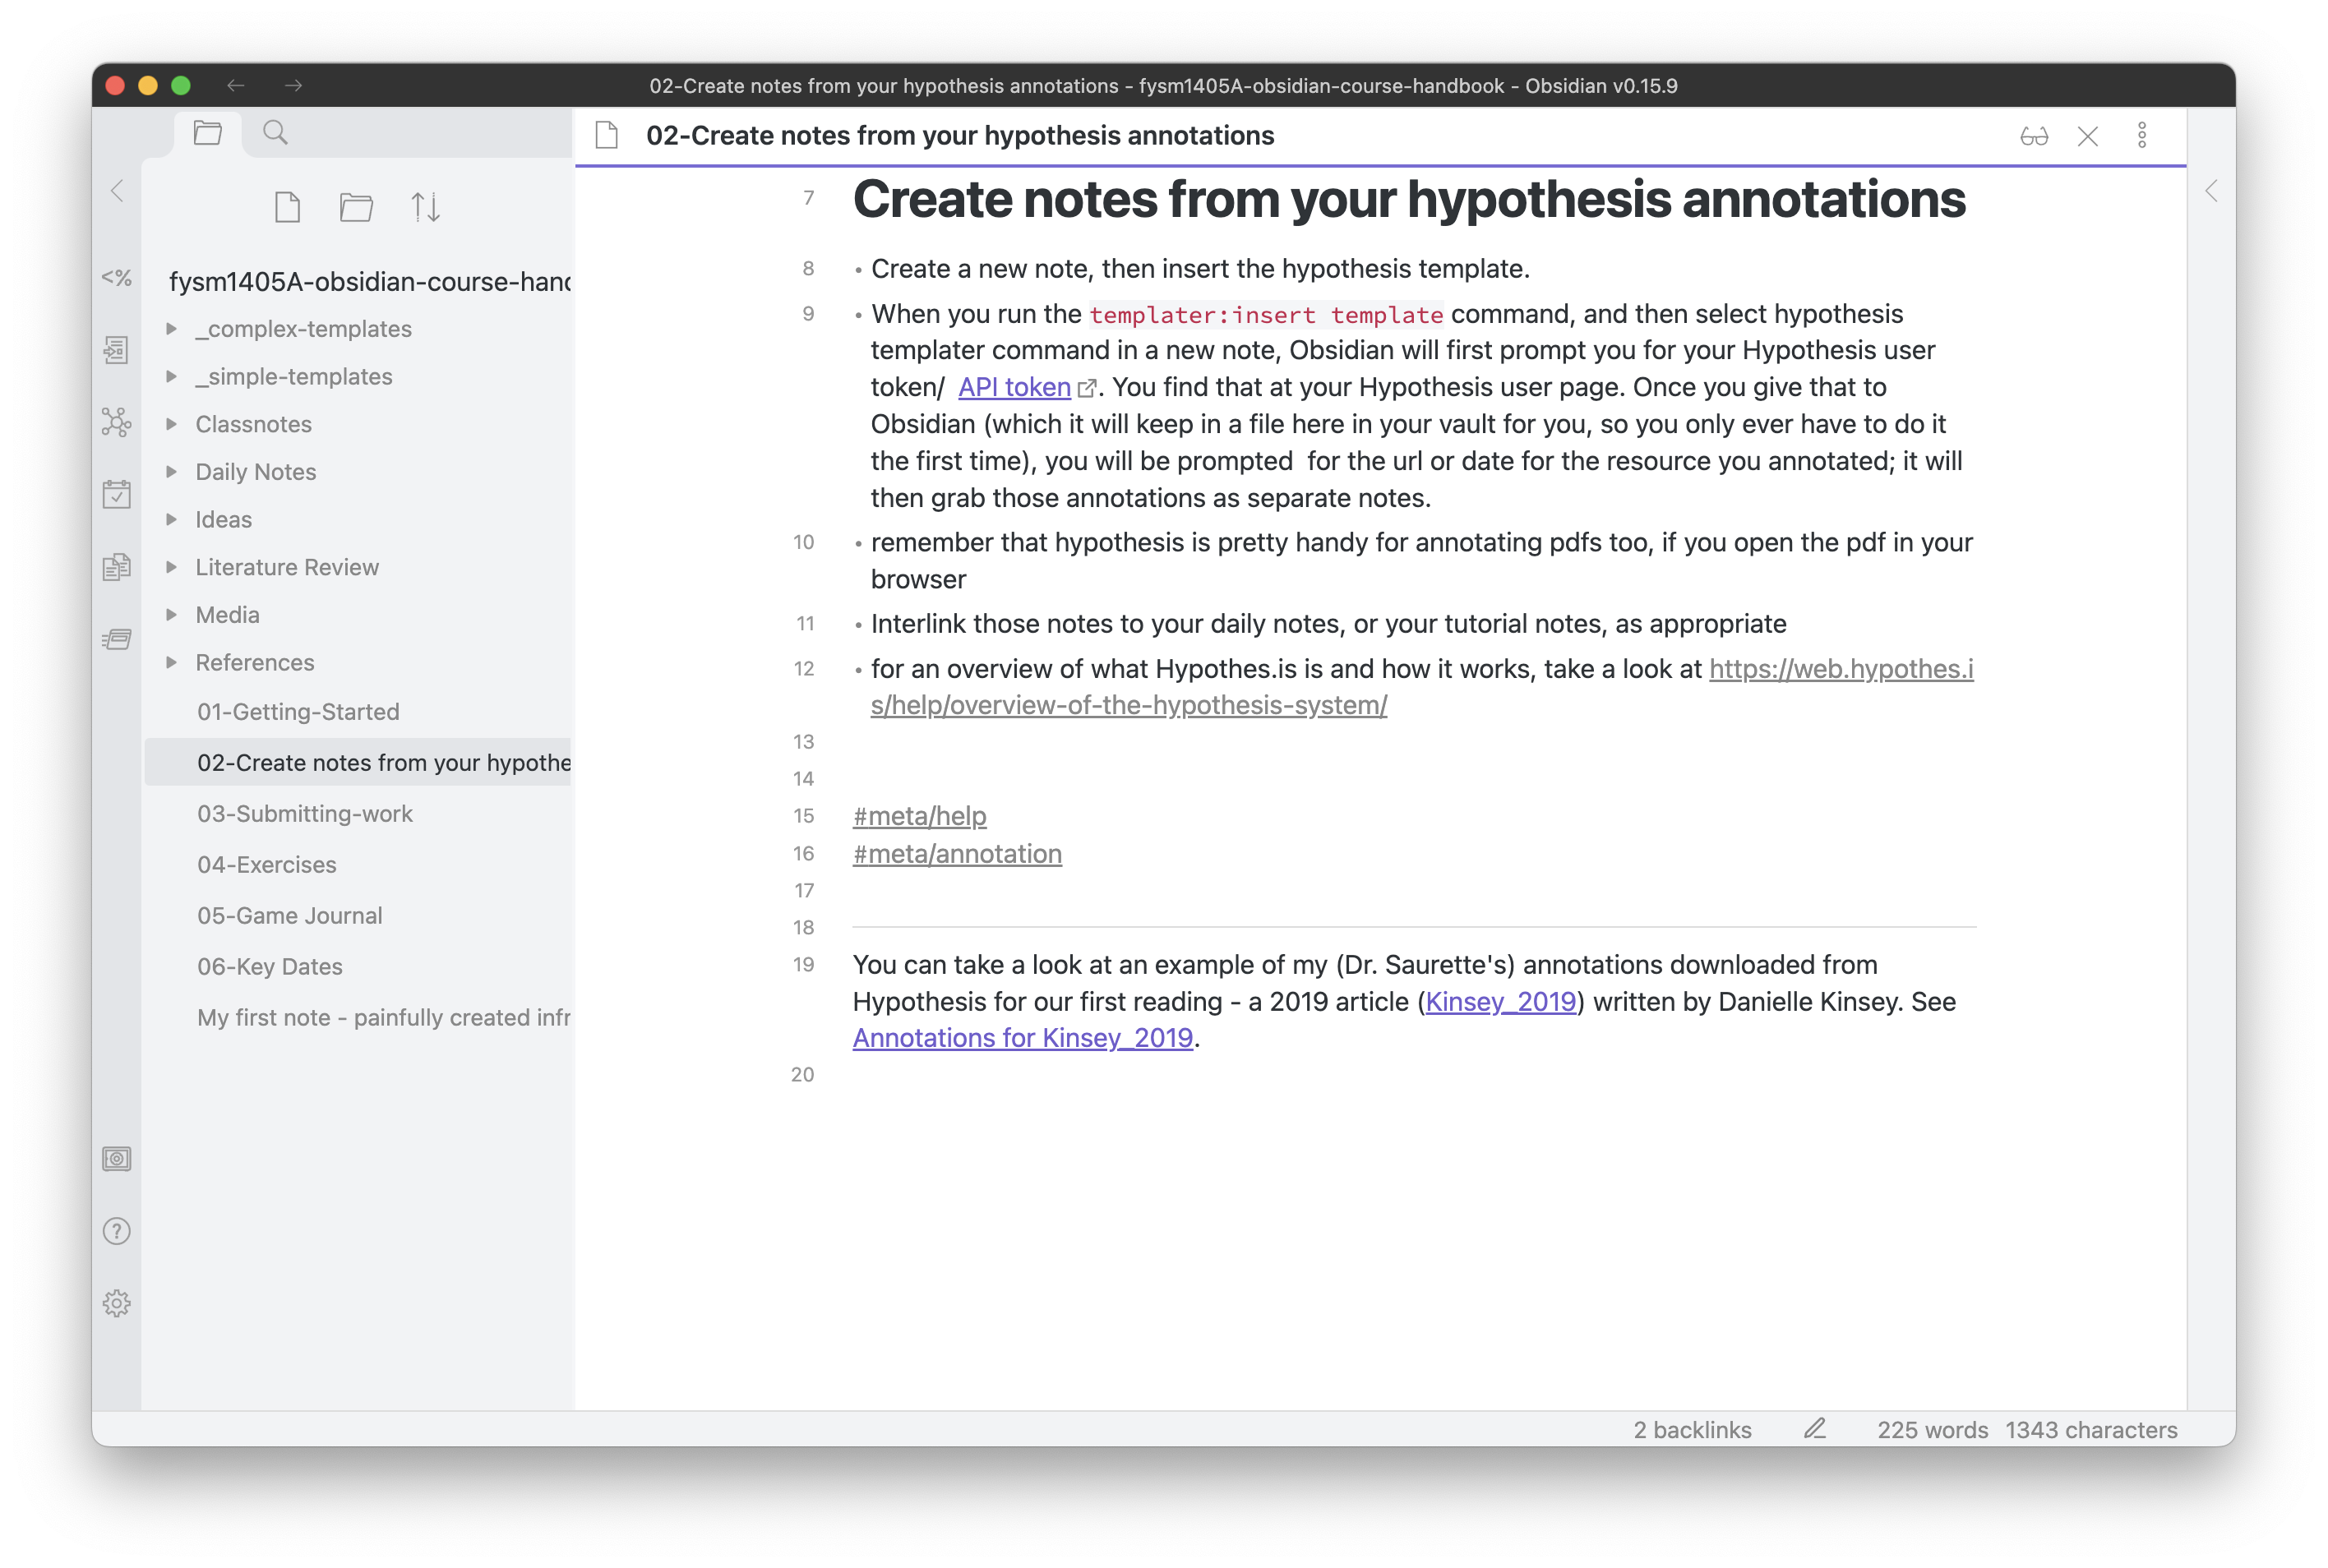 02-Create notes from your hypothesis annotations - fysm1405A-obsidian-course-handbook - Obsidian v0.15.9
02-Create notes from your hypothesis annotations
fysm1405A-obsidian-course-hand
_complex-templates
_simple-templates
Classnotes
Daily Notes
Ideas
Literature Review
Media
References
01-Getting-Started
02-Create notes from your hypothe
03-Submitting-work
04-Exercises
05-Game Journal
06-Key Dates
My first note - painfully created infr
<%
7 Create notes from your hypothesis annotations
8 • Create a new note, then insert the hypothesis template.
9 • When you run the templater:insert template command, and then select hypothesis
templater command in a new note, Obsidian will first prompt you for your Hypothesis user
token/ API token. You find that at your Hypothesis user page. Once you give that to
Obsidian (which it will keep in a file here in your vault for you, so you only ever have to do it
the first time), you will be prompted  for the url or date for the resource you annotated; it will
then grab those annotations as separate notes.
10 • remember that hypothesis is pretty handy for annotating pdfs too, if you open the pdf in your
browser
11 • Interlink those notes to your daily notes, or your tutorial notes, as appropriate
12 • for an overview of what Hypothes.is is and how it works, take a look at https://web.hypothes.i
s/help/overview-of-the-hypothesis-system/
13
14
15 #meta/help
16 #meta/annotation
17
18
19 You can take a look at an example of my (Dr. Saurette's) annotations downloaded from
Hypothesis for our first reading - a 2019 article (Kinsey_2019) written by Danielle Kinsey. See
Annotations for Kinsey_2019.
20
2 backlinks 225 words 1343 characters